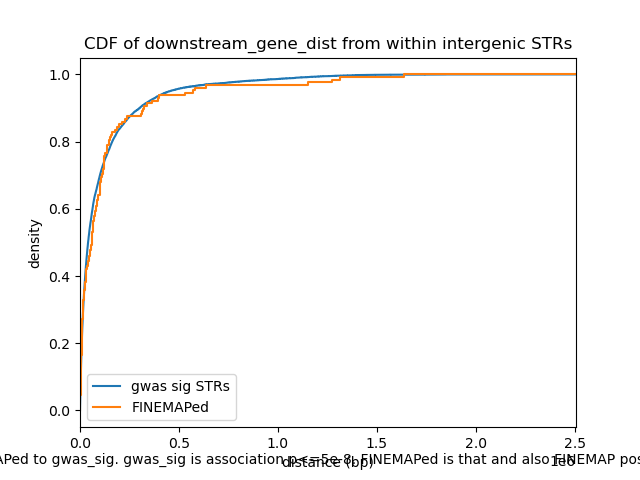 CDF of downstream_gene_dist from within intergenic STRs
1.0
0.8
0.6
0.4
0.2
0.0
density
gwas sig STRs
FINEMAPed
0.0 0.5 1.0 1.5 2.0 2.5
APed to gwas_sig. gwas_sig is association p<=5e-8, FINEMAPed is that and also FINEMAP pos
distance (bp)
1e6